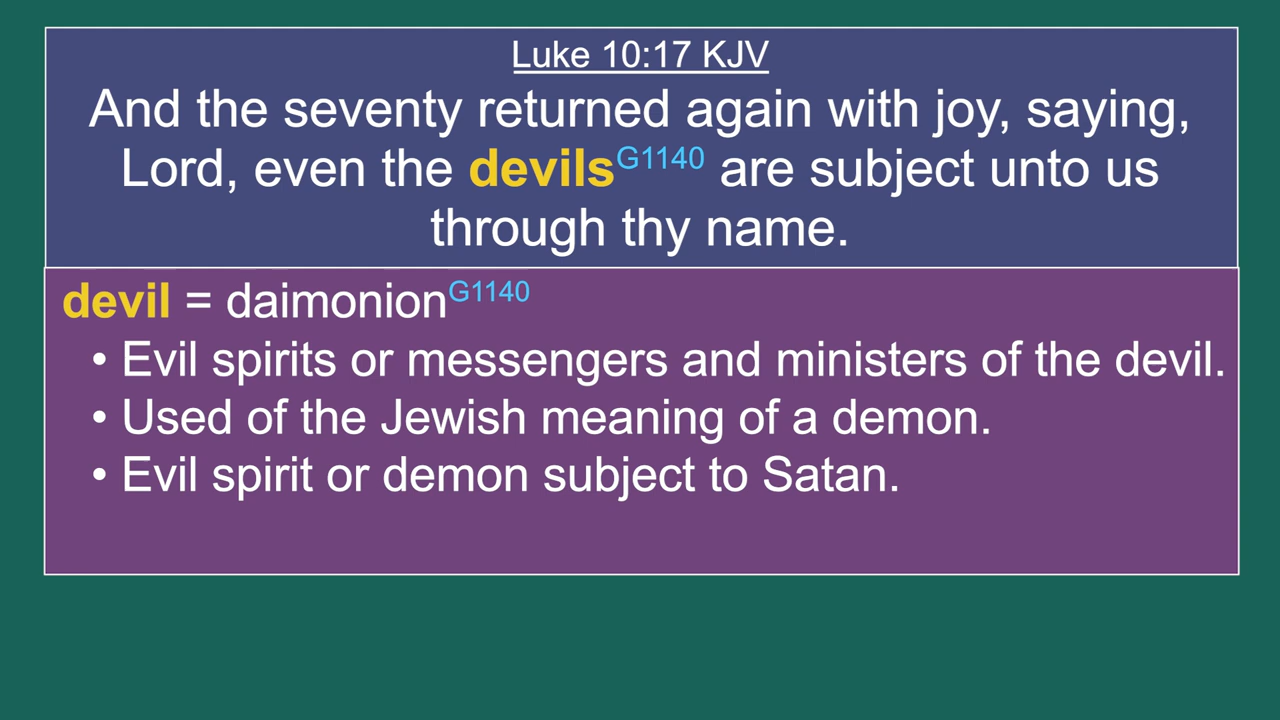 Luke 10:17 KJV
And the seventy returned again with joy, saying,
Lord, even the devilsG1140 are subject unto us
through thy name.
devil = daimonionG1140
• Evil spirits or messengers and ministers of the devil.
• Used of the Jewish meaning of a demon.
• Evil spirit or demon subject to Satan.